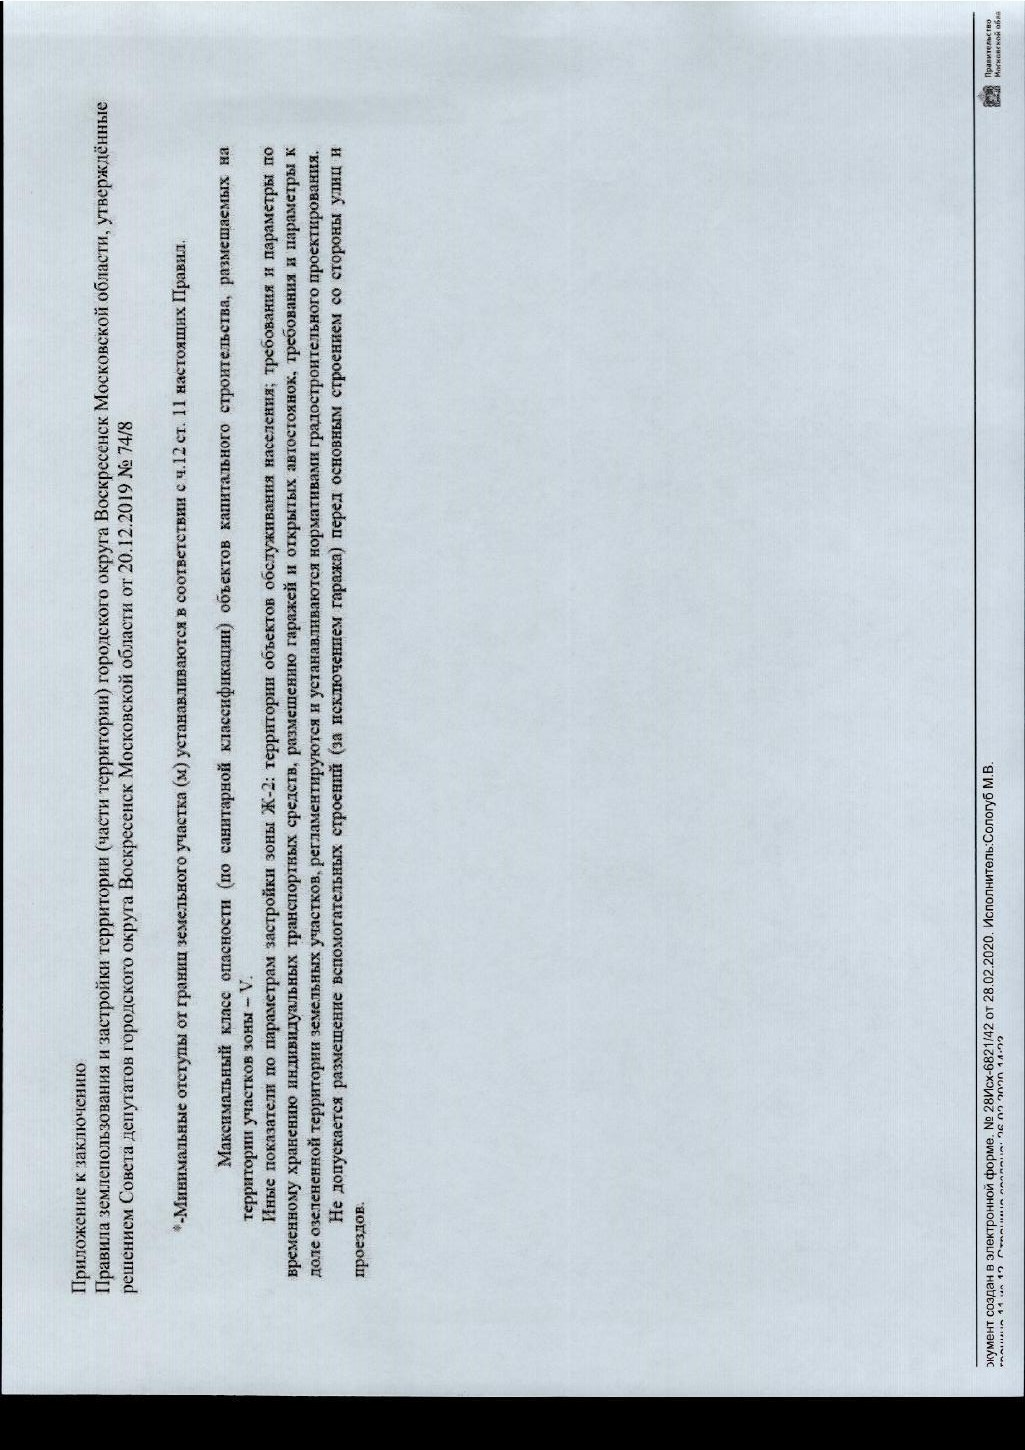 Приложение к заключению
Правила землепользования и застройки территории (части территории) городского округа Воскресенск Московской области, утверждённые
решением Совета депутатов городского округа Воскресенск Московской области от 20.12.2019 № 74/8
*-Минимальные отступы от границ земельного участка (м) устанавливаются в соответствии с ч.12 ст. 11 настоящих Правил.
Максимальный класс опасности (по санитарной классификации) объектов капитального строительства, размещаемых на
территории участков зоны – V.
Иные показатели по параметрам застройки зоны Ж-2: территории объектов обслуживания населения; требования и параметры по
временному хранению индивидуальных транспортных средств, размещению гаражей и открытых автостоянок, требования и параметры к
доле озелененной территории земельных участков, регламентируются и устанавливаются нормативами градостроительного проектирования.
Не допускается размещение вспомогательных строений (за исключением гаража) перед основным строением со стороны улиц и
проездов.
окумент создан в электронной форме. № 28Исх-6821/42 от 28.02.2020. Исполнитель:Сологуб М.В.
Правительство
Московской обла